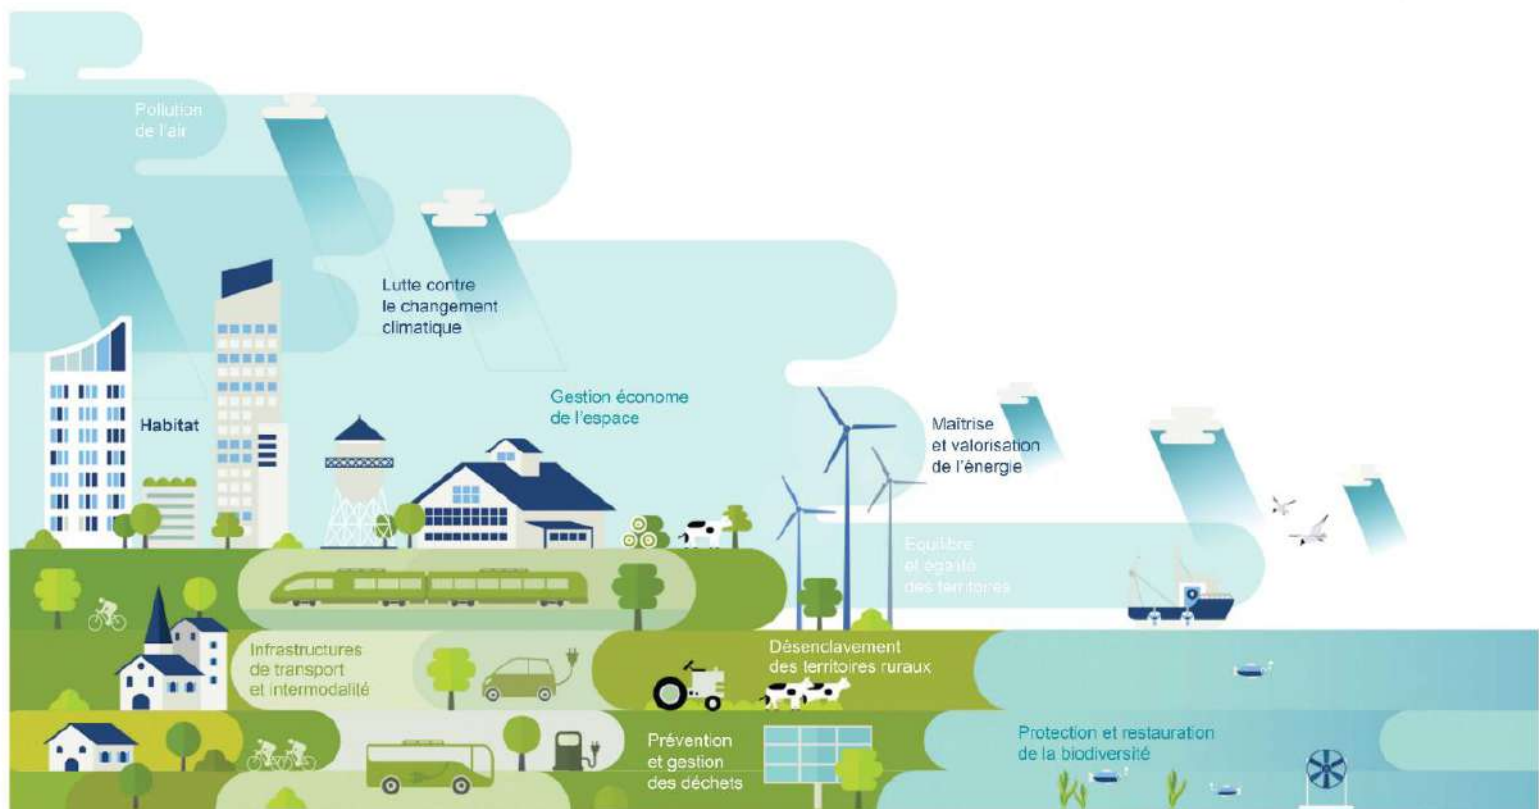 Pollution
de l'air
Lutte contre
le changement
climatique
Gestion économe
de l'espace
Habitat
Maîtrise
et valorisation
de l'énergie
Equilibre
et égalité
des territoires
Infrastructures
de transport
et intermodalité
Désenclavement
des territoires ruraux
Prévention
et gestion
des déchets
Protection et restauration
de la biodiversité